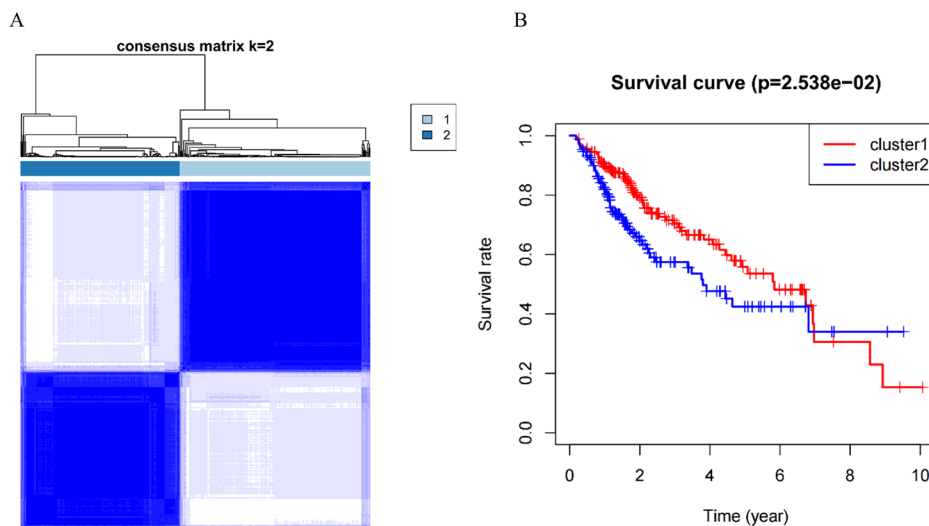 A
consensus matrix k=2
1
2
B
Survival curve (p=2.538e−02)
cluster1
cluster2
Survival rate
1.0
0.8
0.6
0.4
0.2
0.0
0 2 4 6 8 10
Time (year)